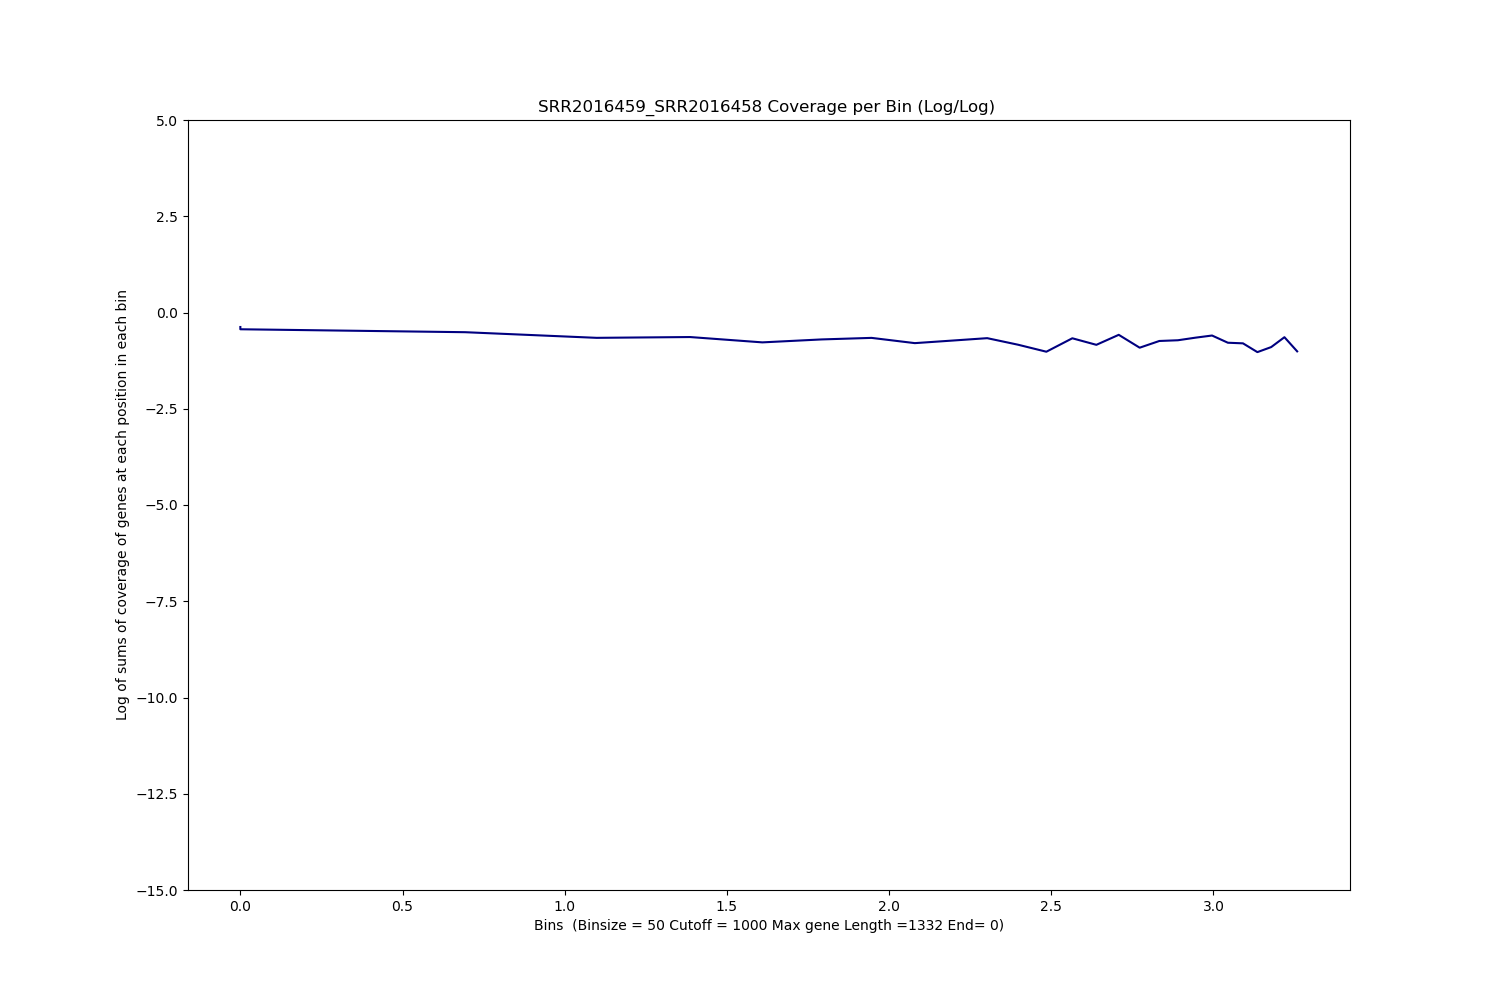 SRR2016459_SRR2016458 Coverage per Bin (Log/Log)
5.0
2.5
0.0
−2.5
−5.0
−7.5
−10.0
−12.5
−15.0
Log of sums of coverage of genes at each position in each bin
0.0 0.5 1.0 1.5 2.0 2.5 3.0
Bins  (Binsize = 50 Cutoff = 1000 Max gene Length =1332 End= 0)